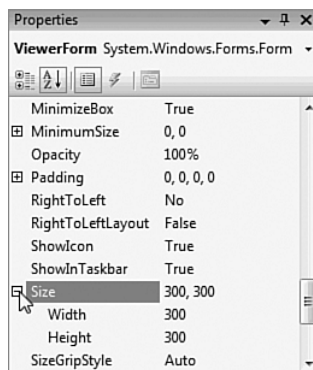 Properties
ViewerForm System.Windows.Forms.Form
MinimizeBox True
MinimumSize 0, 0
Opacity 100%
Padding 0, 0, 0, 0
RightToLeft No
RightToLeftLayout False
ShowIcon True
ShowInTaskbar True
Size 300, 300
Width 300
Height 300
SizeGripStyle Auto